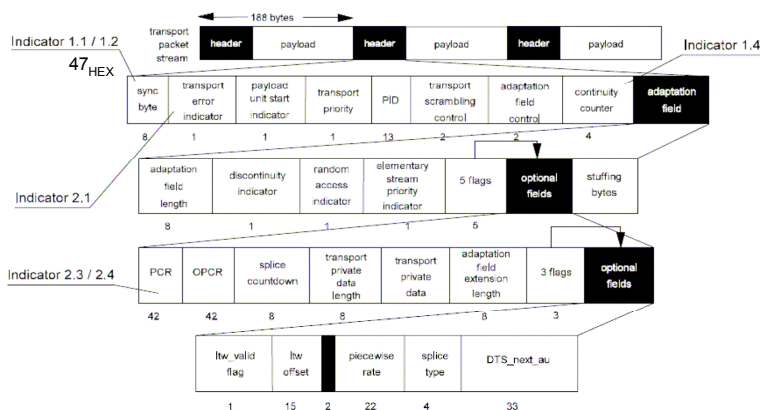 188 bytes
transport packet stream
header payload header payload header payload
Indicator 1.1 / 1.2
47HEX
Indicator 1.4
sync byte
transport error indicator
payload unit start indicator
transport priority
PID
transport scrambling control
adaptation field control
continuity counter
adaptation field
8 1 1 1 13 2 2 4
Indicator 2.1
adaptation field length
discontinuity indicator
random access indicator
elementary stream priority indicator
5 flags
optional fields
stuffing bytes
8 1 1 1 5
Indicator 2.3 / 2.4
PCR
OPCR
splice countdown
transport private data length
transport private data
adaptation field extension length
3 flags
optional fields
42 42 8 8 8 3
ltw_valid flag
ltw offset
piecewise rate
splice type
DTS_next_au
1 15 2 22 4 33